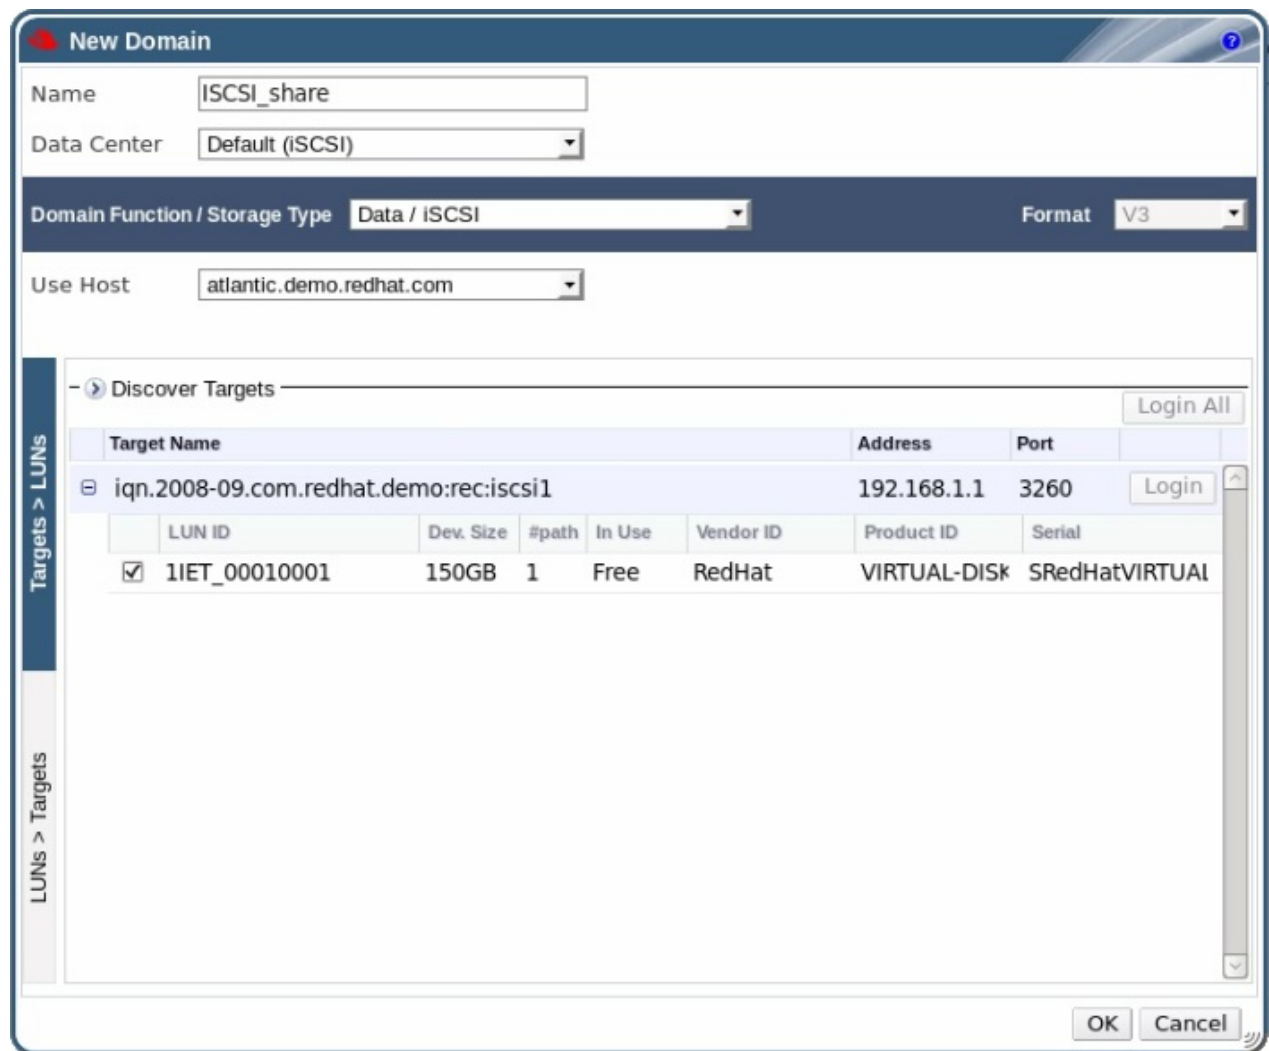 New Domain ?
Name ISCSI_share
Data Center Default (iSCSI)
Domain Function / Storage Type Data / iSCSI Format V3
Use Host atlantic.demo.redhat.com
Targets > LUNs
LUNs > Targets
Discover Targets
Login All
Target Name Address Port
iqn.2008-09.com.redhat.demo:rec:iscsi1 192.168.1.1 3260 Login
LUN ID Dev. Size #path In Use Vendor ID Product ID Serial
1IET_00010001 150GB 1 Free RedHat VIRTUAL-DISK SRedHatVIRTUAL
OK Cancel